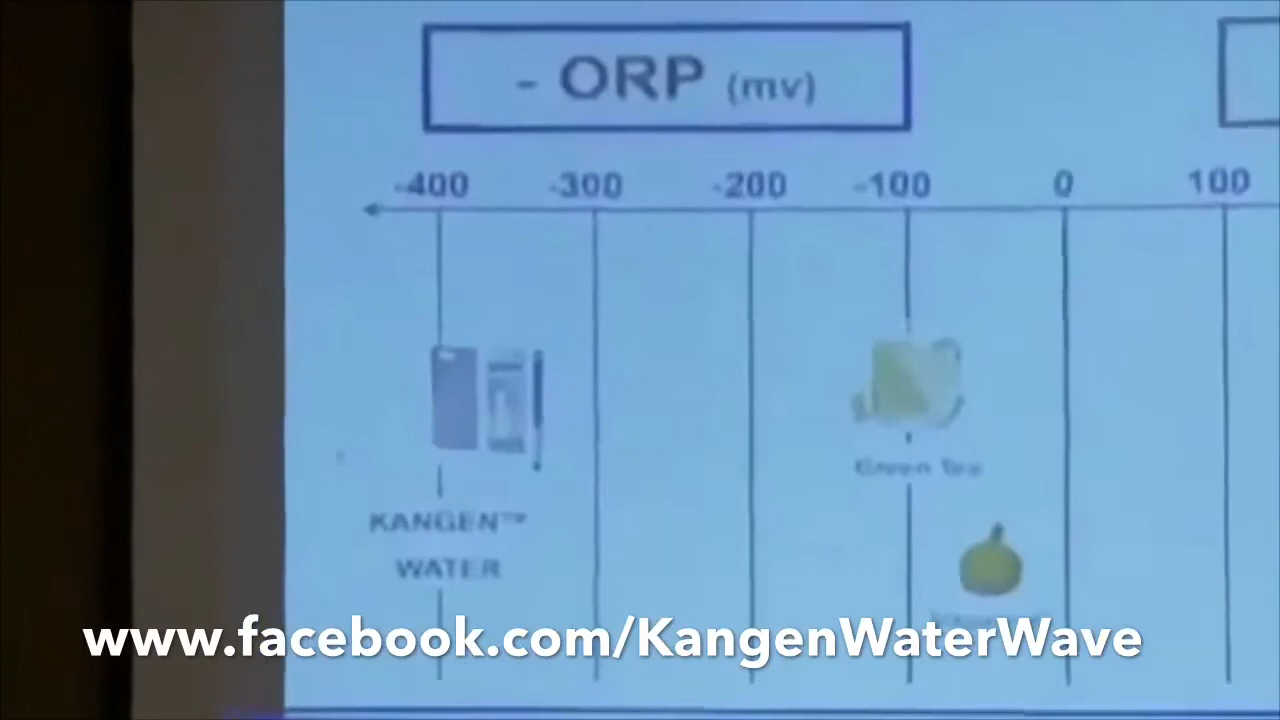 - ORP (mv)
-400 -300 -200 -100 0 100
Green Tea
KANGEN™
WATER
www.facebook.com/KangenWaterWave